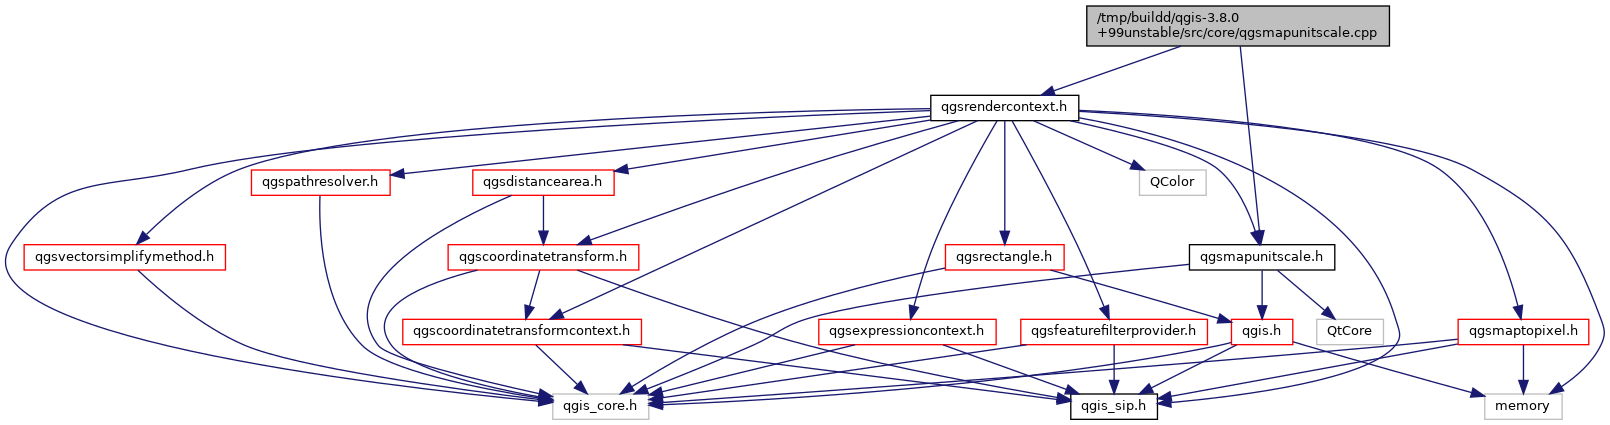 /tmp/buildd/qgis-3.8.0
+99unstable/src/core/qgsmapunitscale.cpp
qgsrendercontext.h
qgspathresolver.h
qgsdistancearea.h
QColor
qgsvectorsimplifymethod.h
qgscoordinatetransform.h
qgsrectangle.h
qgsmapunitscale.h
qgscoordinatetransformcontext.h
qgsexpressioncontext.h
qgsfeaturefilterprovider.h
qgis.h
QtCore
qgsmaptopixel.h
qgis_core.h
qgis_sip.h
memory